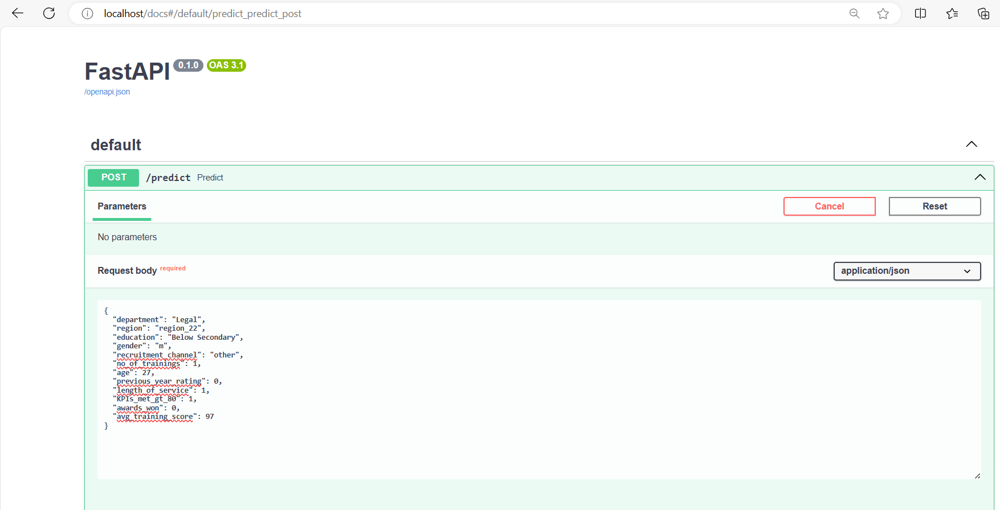 localhost/docs#/default/predict_predict_post
FastAPI 0.1.0 OAS 3.1
/openapi.json
default
POST /predict Predict
Parameters Cancel Reset
No parameters
Request body required application/json
{
"department": "Legal",
"region": "region_22",
"education": "Below Secondary",
"gender": "m",
"recruitment_channel": "other",
"no_of_trainings": 1,
"age": 27,
"previous_year_rating": 0,
"length_of_service": 1,
"KPIs_met_gt_80": 1,
"awards_won": 0,
"avg_training_score": 97
}